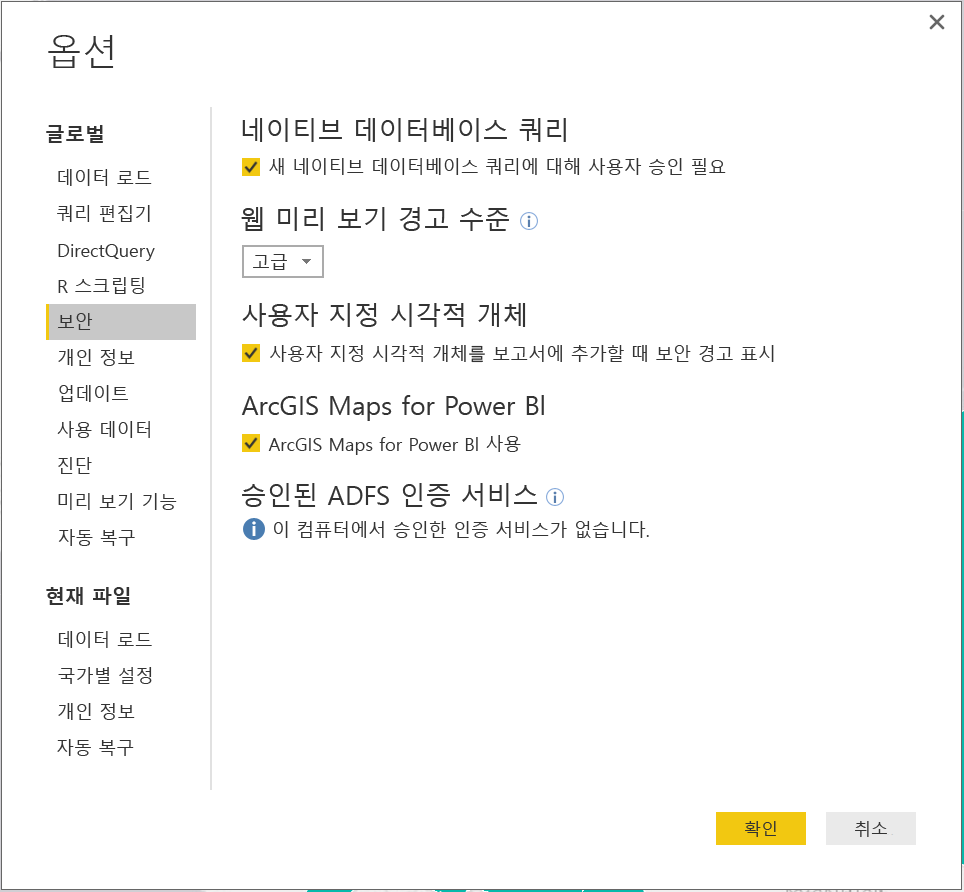 옵션
글로벌
데이터 로드
쿼리 편집기
DirectQuery
R 스크립팅
보안
개인 정보
업데이트
사용 데이터
진단
미리 보기 기능
자동 복구
현재 파일
데이터 로드
국가별 설정
개인 정보
자동 복구
네이티브 데이터베이스 쿼리
새 네이티브 데이터베이스 쿼리에 대해 사용자 승인 필요
웹 미리 보기 경고 수준
고급
사용자 지정 시각적 개체
사용자 지정 시각적 개체를 보고서에 추가할 때 보안 경고 표시
ArcGIS Maps for Power BI
ArcGIS Maps for Power BI 사용
승인된 ADFS 인증 서비스
이 컴퓨터에서 승인한 인증 서비스가 없습니다.
확인
취소